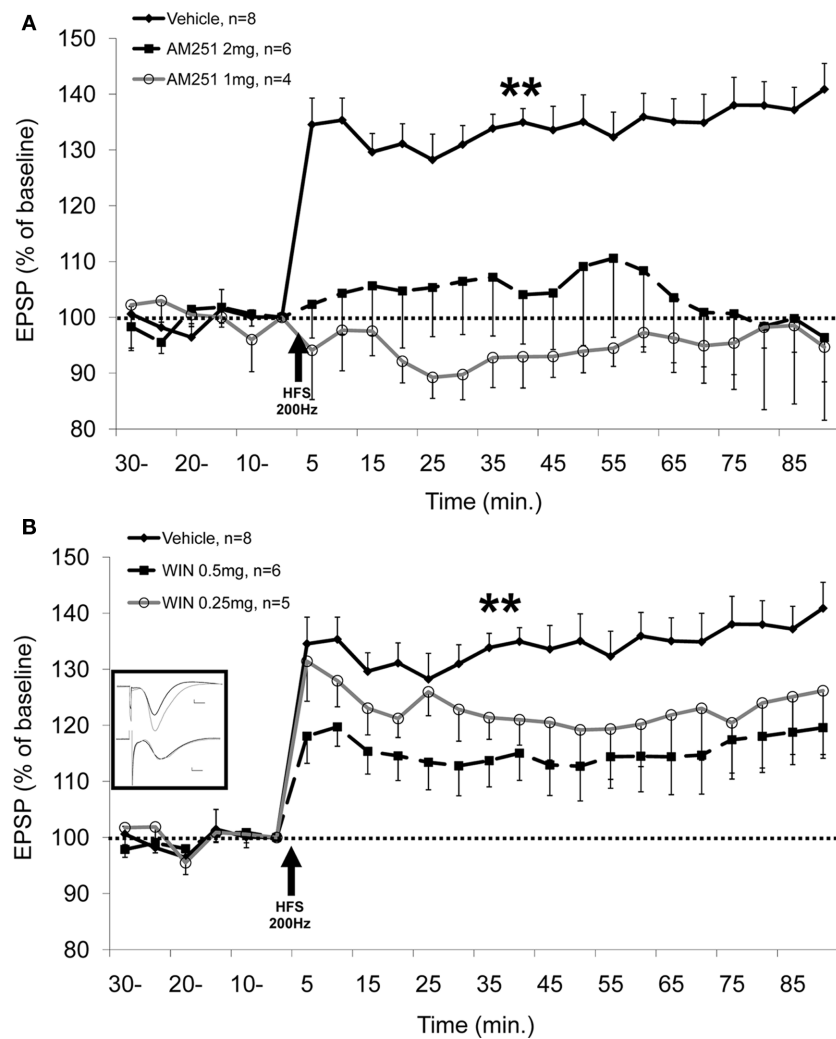 A
Vehicle, n=8
AM251 2mg, n=6
AM251 1mg, n=4
**
150
140
130
120
110
100
90
80
EPSP (% of baseline)
HFS
200Hz
30- 20- 10- 5 15 25 35 45 55 65 75 85
Time (min.)
B
Vehicle, n=8
WIN 0.5mg, n=6
WIN 0.25mg, n=5
**
150
140
130
120
110
100
90
80
EPSP (% of baseline)
HFS
200Hz
30- 20- 10- 5 15 25 35 45 55 65 75 85
Time (min.)